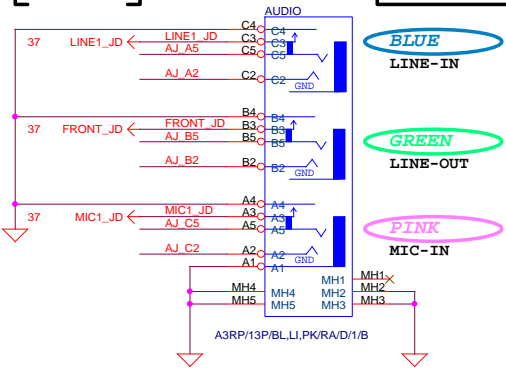 AUDIO
C4 C4
37 LINE1_JD LINE1_JD C3 C3 BLUE
AJ_A5 C5 C5 LINE-IN
AJ_A2 C2 C2 GND
B4 B4
37 FRONT_JD FRONT_JD B3 B3 GREEN
AJ_B5 B5 B5 LINE-OUT
AJ_B2 B2 B2 GND
A4 A4
37 MIC1_JD MIC1_JD A3 A3 PINK
AJ_C5 A5 A5 MIC-IN
AJ_C2 A2 A2 GND
A1 A1
MH1 MH1
MH4 MH4 MH2 MH2
MH5 MH5 MH3 MH3
A3RP/13P/BL,LI,PK/RA/D/1/B